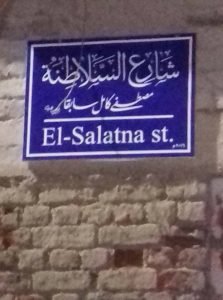 شارع السلاطنة
مصطفى كامل سابقا
El-Salatna st.